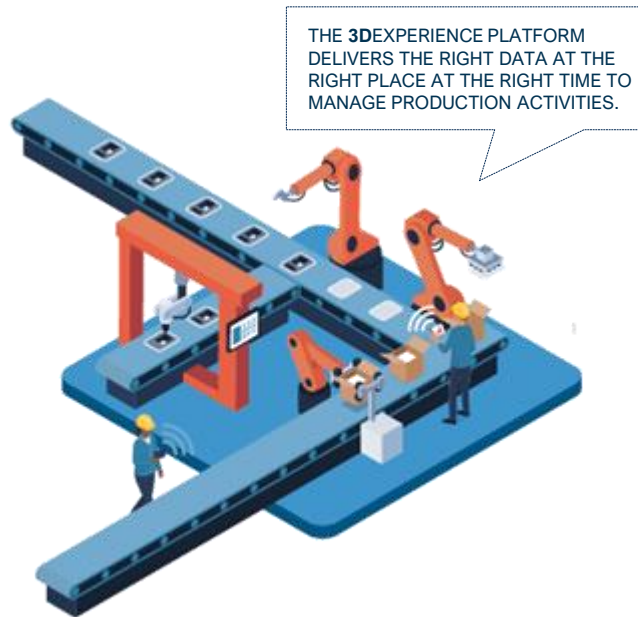 THE 3DEXPERIENCE PLATFORM
DELIVERS THE RIGHT DATA AT THE
RIGHT PLACE AT THE RIGHT TIME TO
MANAGE PRODUCTION ACTIVITIES.